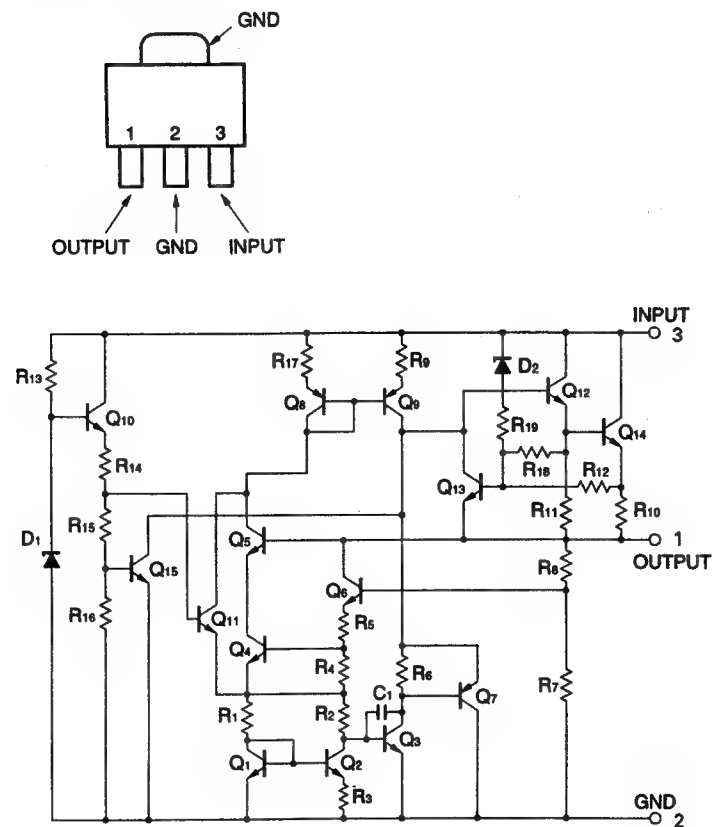 GND
1 2 3
OUTPUT GND INPUT
INPUT
3
R17 R9 D2
R13 Q12
Q8 Q9
Q10 R19 Q14
R14 R18 R12
Q13
R15 R11 R10
1
D1 Q5 OUTPUT
Q15 R8
Q6
R16 Q11 R5
Q4
R4 R6 R7
C1 Q7
R1 R2
Q3
Q1 Q2
R3
GND
2